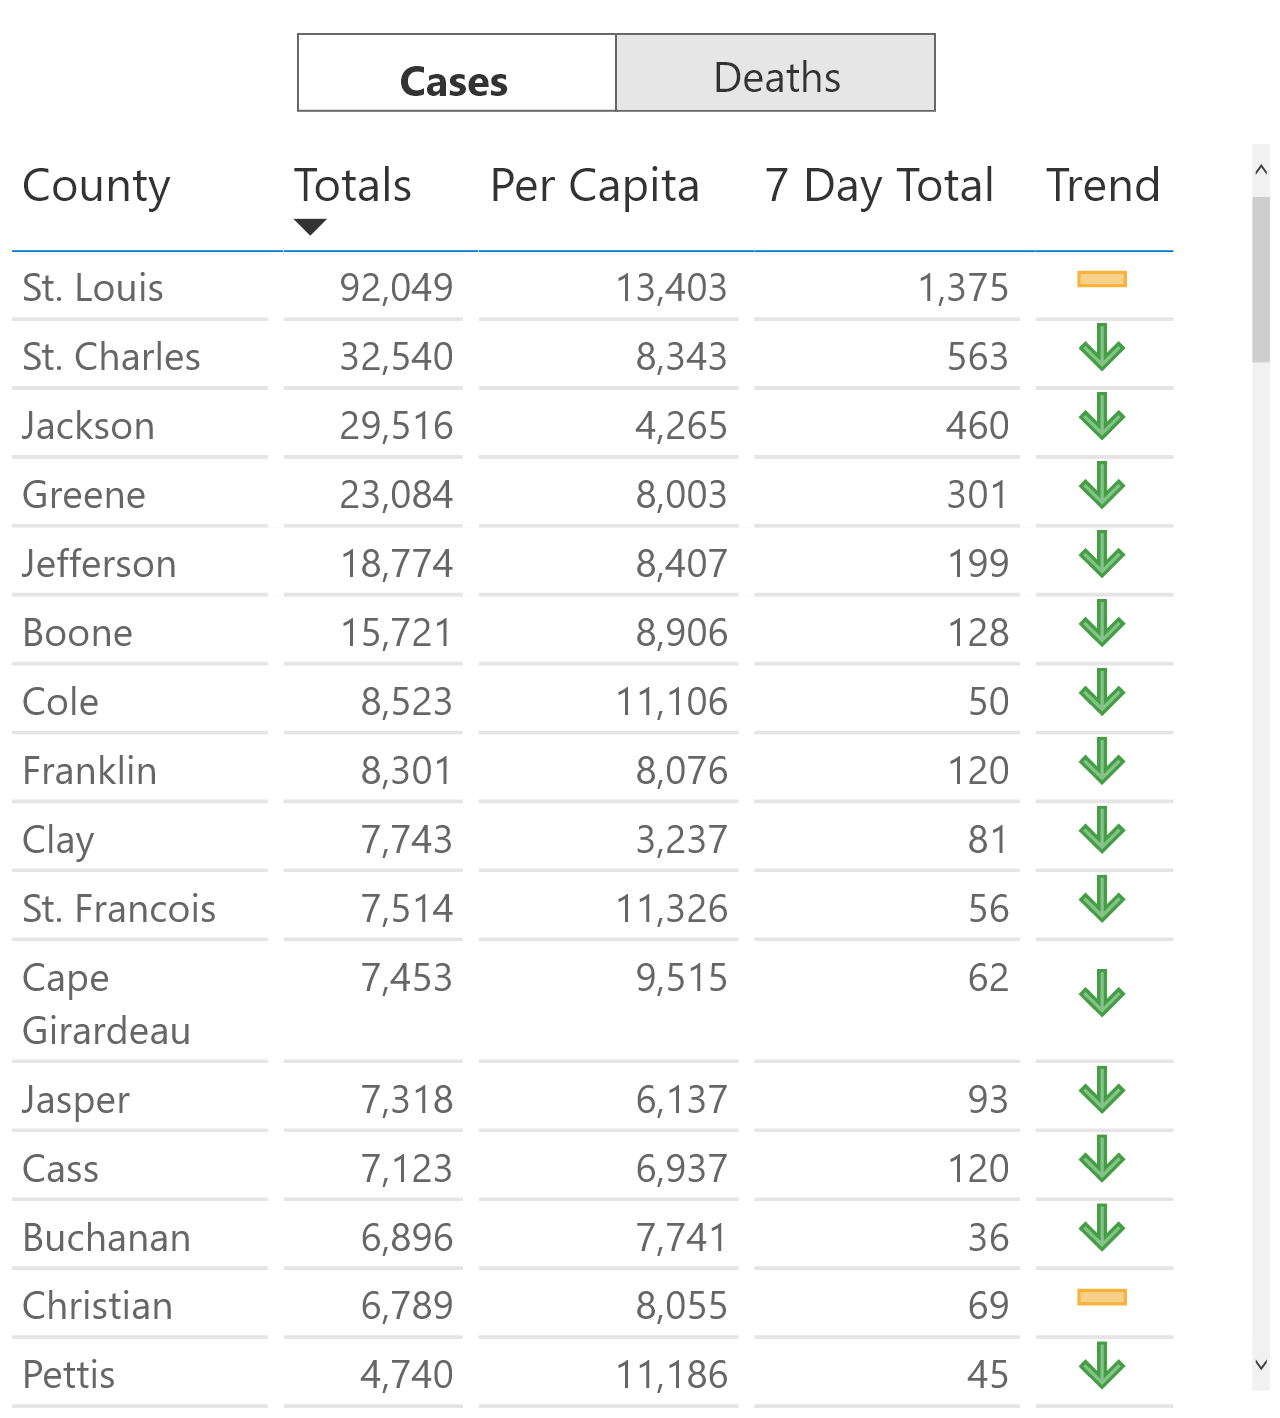 Cases Deaths
County Totals Per Capita 7 Day Total Trend
St. Louis 92,049 13,403 1,375
St. Charles 32,540 8,343 563
Jackson 29,516 4,265 460
Greene 23,084 8,003 301
Jefferson 18,774 8,407 199
Boone 15,721 8,906 128
Cole 8,523 11,106 50
Franklin 8,301 8,076 120
Clay 7,743 3,237 81
St. Francois 7,514 11,326 56
Cape 7,453 9,515 62
Girardeau
Jasper 7,318 6,137 93
Cass 7,123 6,937 120
Buchanan 6,896 7,741 36
Christian 6,789 8,055 69
Pettis 4,740 11,186 45